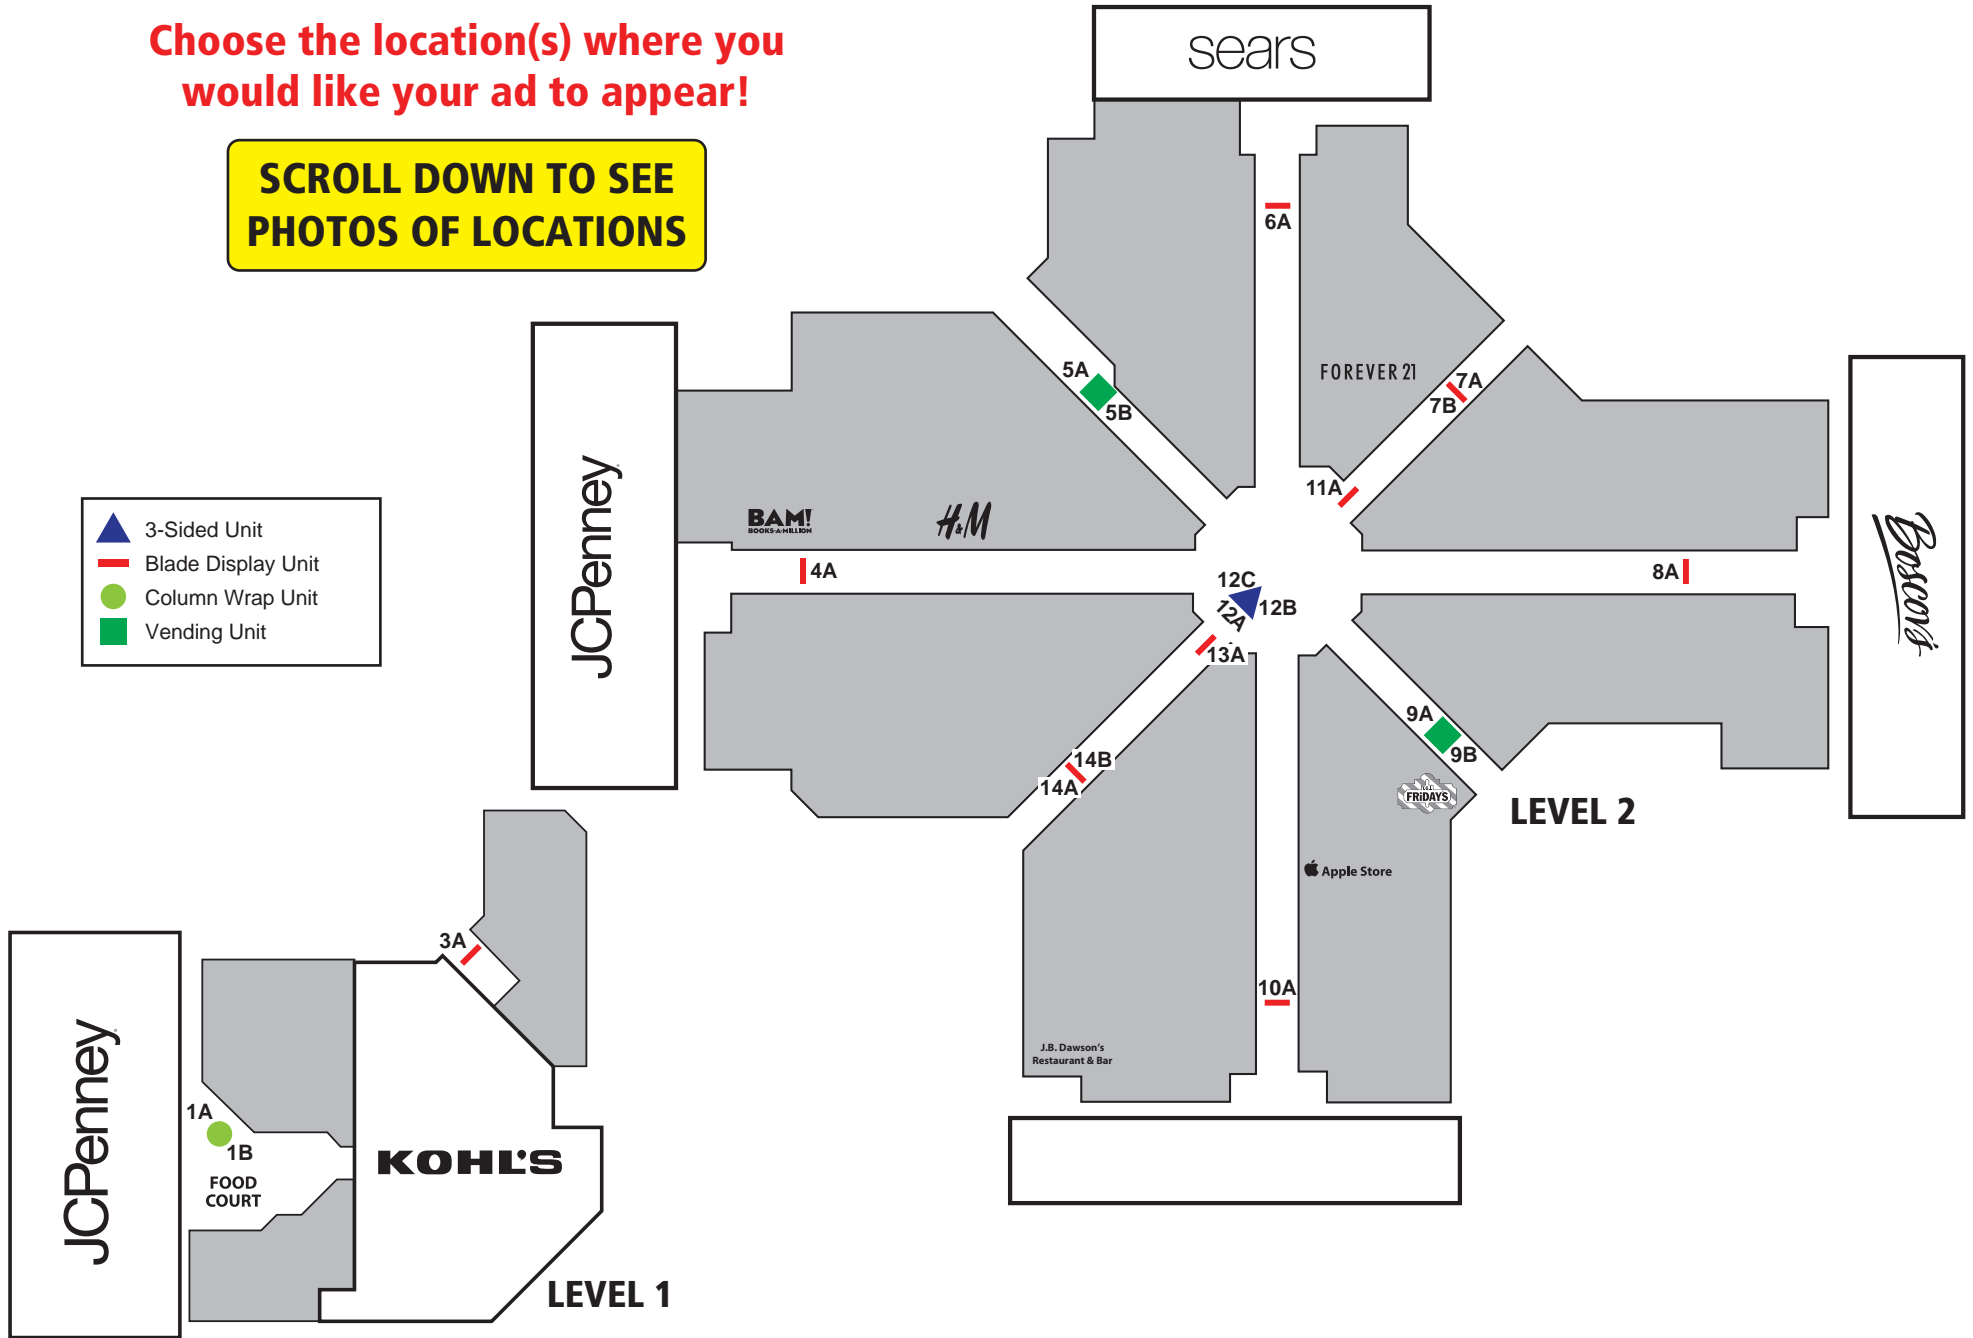 Choose the location(s) where you
would like your ad to appear!
SCROLL DOWN TO SEE
PHOTOS OF LOCATIONS
sears
6A
FOREVER 21
5A
5B
7A
7B
JCPenney
BAM!
BOOKS-A-MILLION
H&M
11A
Boscov's
3-Sided Unit
Blade Display Unit
Column Wrap Unit
Vending Unit
4A
8A
12C
12B
12A
13A
9A
9B
14B
14A
FRiDAYS
LEVEL 2
Apple Store
3A
10A
J.B. Dawson's
Restaurant & Bar
JCPenney
1A
1B
FOOD
COURT
KOHL'S
LEVEL 1